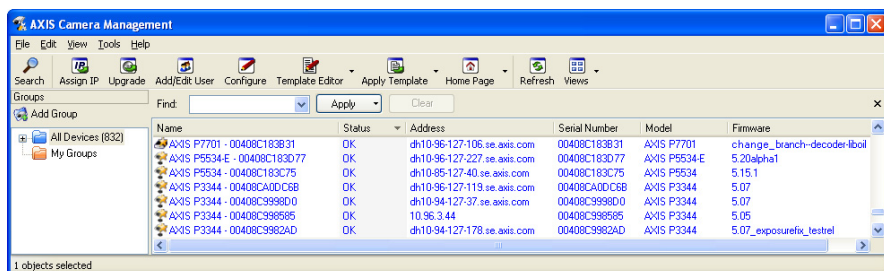 AXIS Camera Management
File Edit View Tools Help
Search Assign IP Upgrade Add/Edit User Configure Template Editor Apply Template Home Page Refresh Views
Groups
Find: Apply Clear
Add Group
Name Status Address Serial Number Model Firmware
All Devices (832)
My Groups
AXIS P7701 - 00408C183B31 OK dh10-96-127-106.se.axis.com 00408C183B31 AXIS P7701 change_branch--decoder-liboil
AXIS P5534-E - 00408C183D77 OK dh10-96-127-227.se.axis.com 00408C183D77 AXIS P5534-E 5.20alpha1
AXIS P5534 - 00408C183C75 OK dh10-85-127-40.se.axis.com 00408C183C75 AXIS P5534 5.15.1
AXIS P3344 - 00408CA0DC6B OK dh10-96-127-119.se.axis.com 00408CA0DC6B AXIS P3344 5.07
AXIS P3344 - 00408C9998D0 OK dh10-94-127-37.se.axis.com 00408C9998D0 AXIS P3344 5.07
AXIS P3344 - 00408C998585 OK 10.96.3.44 00408C998585 AXIS P3344 5.05
AXIS P3344 - 00408C9982AD OK dh10-94-127-178.se.axis.com 00408C9982AD AXIS P3344 5.07_exposurefix_testrel
1 objects selected